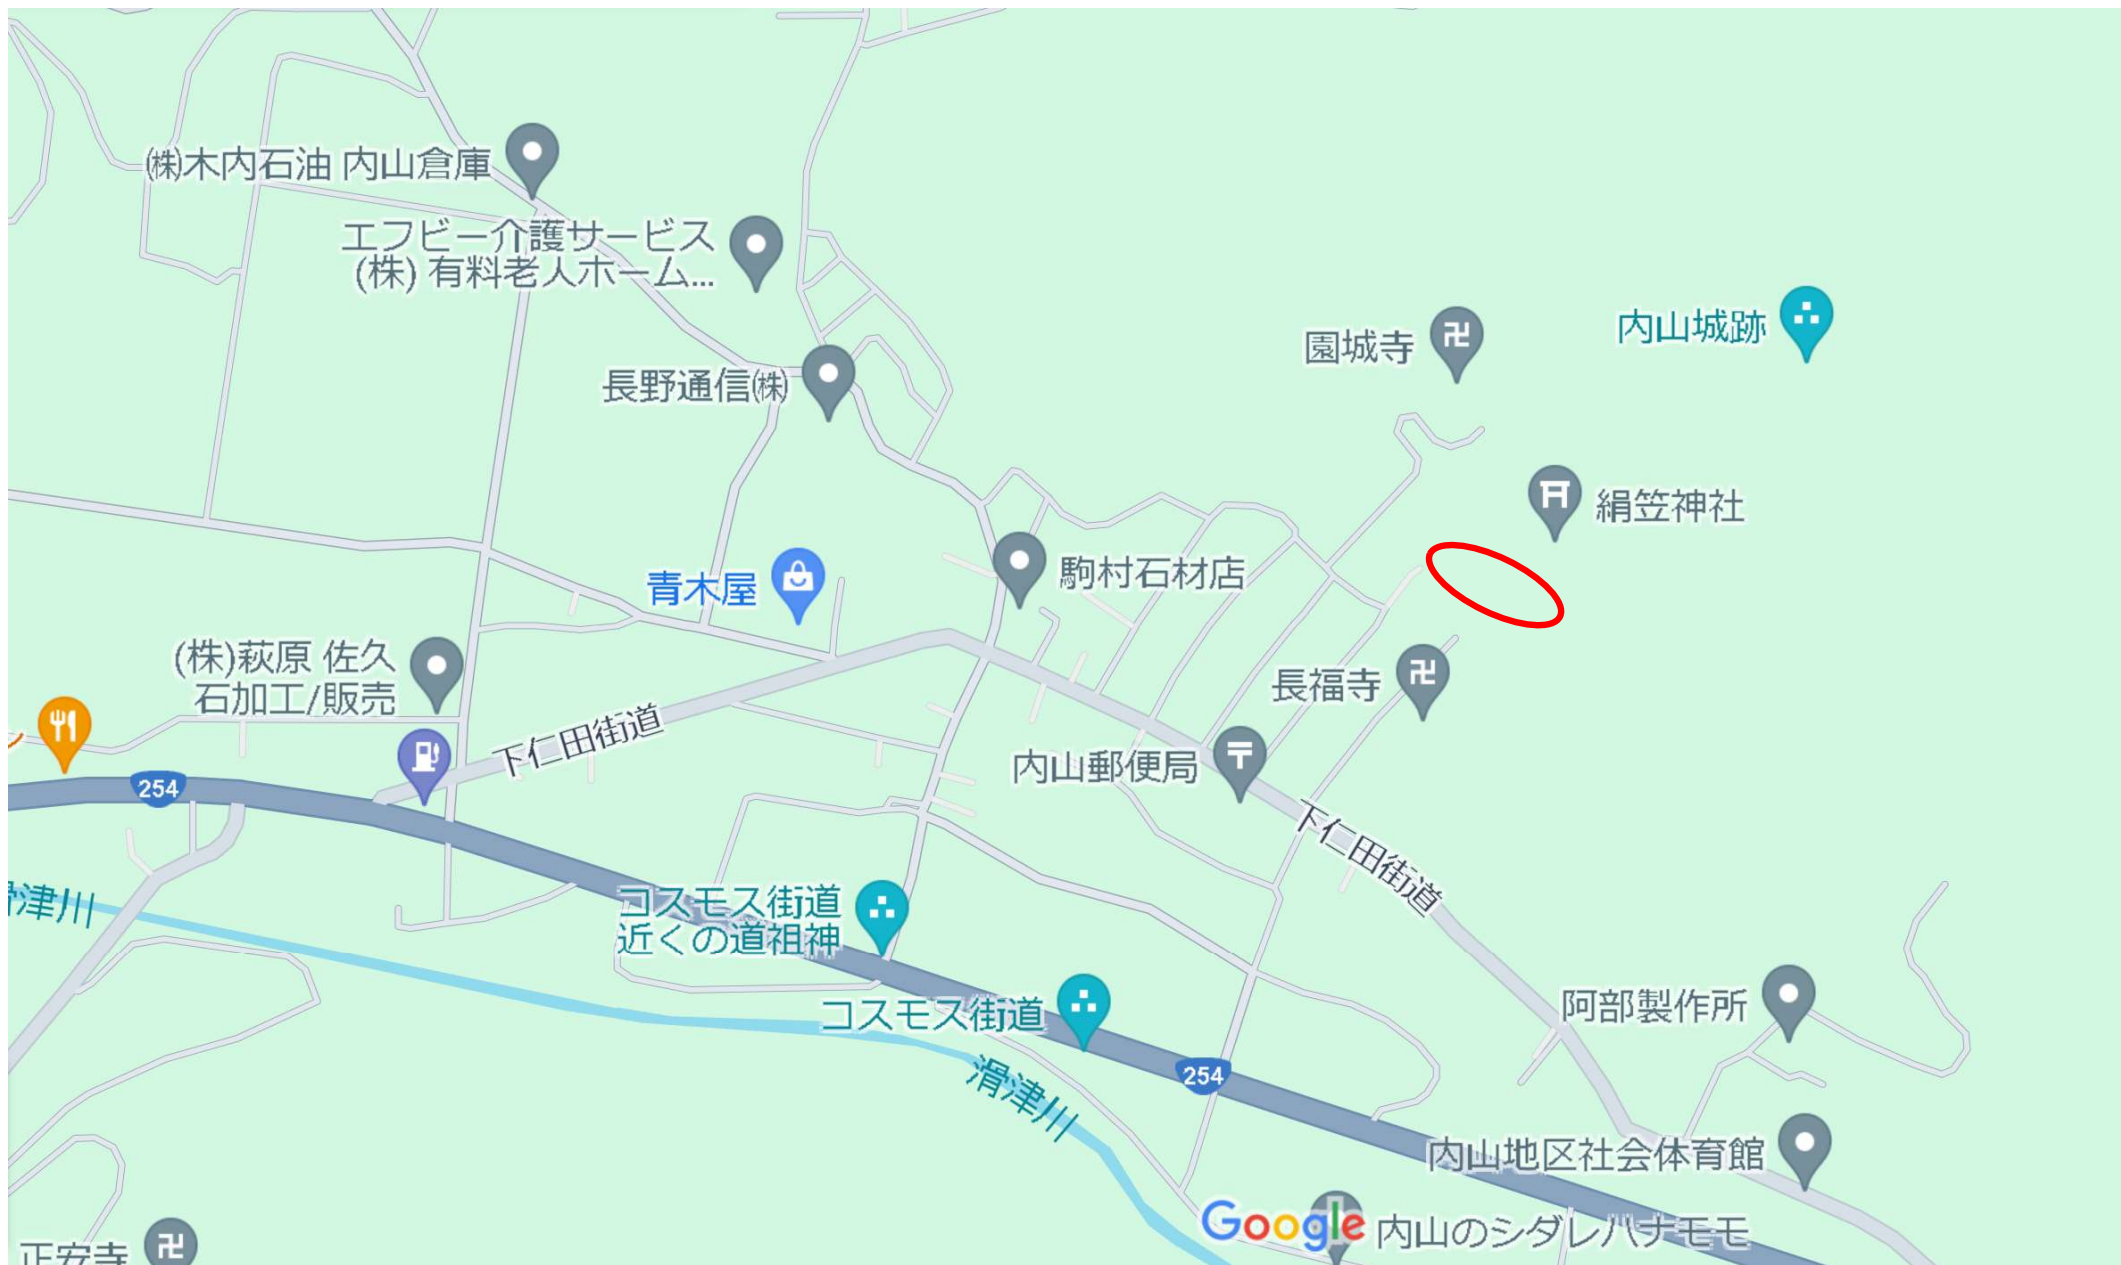 ㈱木内石油 内山倉庫
エフビー介護サービス
(株) 有料老人ホーム...
内山城跡
園城寺
長野通信㈱
絹笠神社
駒村石材店
青木屋
(株)萩原 佐久
石加工/販売
長福寺
下仁田街道
内山郵便局
254
下仁田街道
滑津川
コスモス街道
近くの道祖神
阿部製作所
コスモス街道
254
滑津川
内山地区社会体育館
Google
内山のシダレハナモモ
正安寺